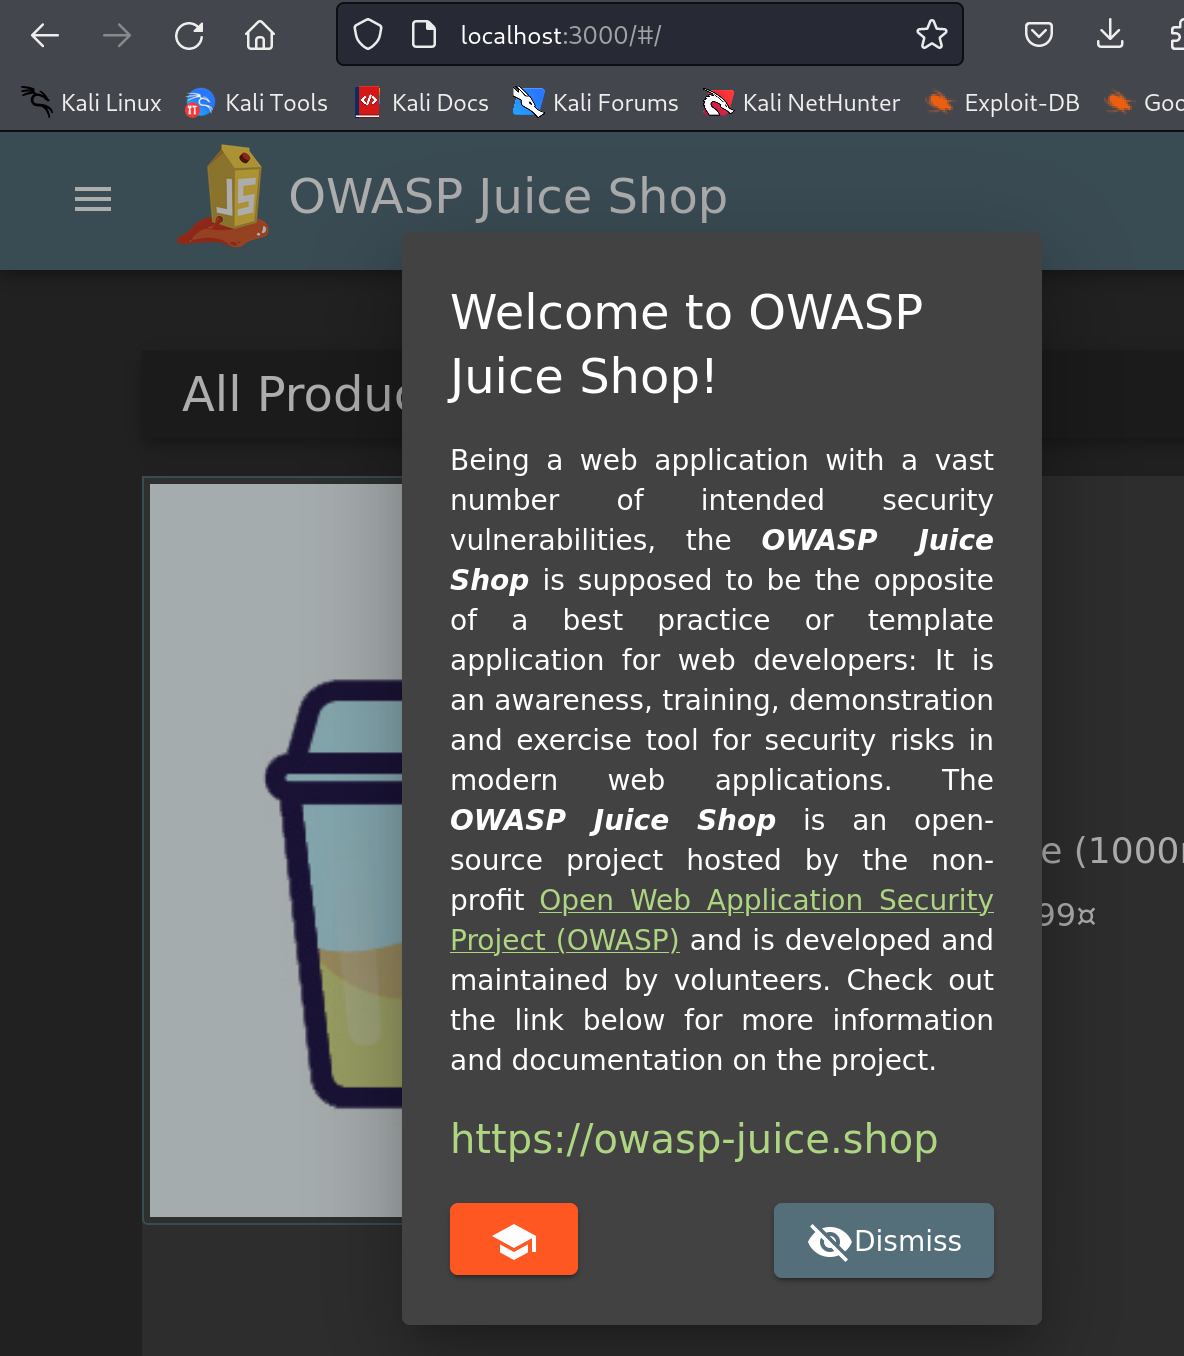 localhost:3000/#/
Kali Linux Kali Tools Kali Docs Kali Forums Kali NetHunter Exploit-DB
JS OWASP Juice Shop
Welcome to OWASP
Juice Shop!
All
Being a web application with a vast
number of intended security
vulnerabilities, the OWASP Juice
Shop is supposed to be the opposite
of a best practice or template
application for web developers: It is
an awareness, training, demonstration
and exercise tool for security risks in
modern web applications. The
OWASP Juice Shop is an open-
source project hosted by the non-
profit Open Web Application Security
Project (OWASP) and is developed and
maintained by volunteers. Check out
the link below for more information
and documentation on the project.
e (1000
99¤
https://owasp-juice.shop
Dismiss